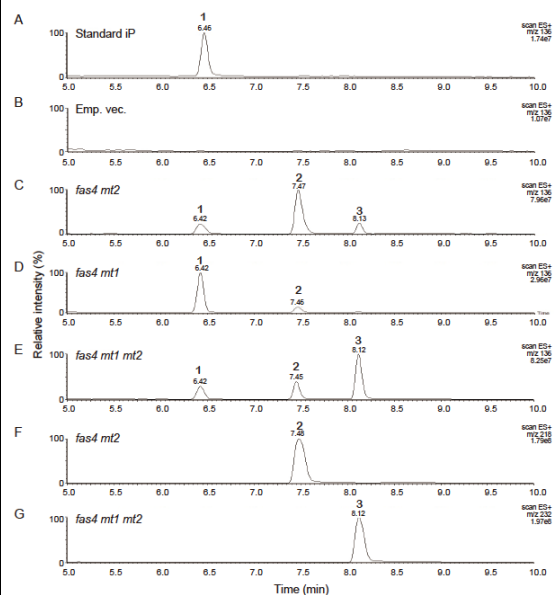 A
Standard iP
1
6.46
scan ES+
m/z 136
1.74e7
100
0
5.0 5.5 6.0 6.5 7.0 7.5 8.0 8.5 9.0 9.5 10.0
B
Emp. vec.
scan ES+
m/z 136
1.07e7
100
0
5.0 5.5 6.0 6.5 7.0 7.5 8.0 8.5 9.0 9.5 10.0
C
fas4 mt2
1
6.42
2
7.47
3
8.13
scan ES+
m/z 136
7.96e7
100
0
5.0 5.5 6.0 6.5 7.0 7.5 8.0 8.5 9.0 9.5 10.0
Relative intensity (%)
D
fas4 mt1
1
6.42
2
7.46
scan ES+
m/z 136
2.96e7
100
0
Time
5.0 5.5 6.0 6.5 7.0 7.5 8.0 8.5 9.0 9.5 10.0
E
fas4 mt1 mt2
1
6.42
2
7.45
3
8.12
scan ES+
m/z 136
8.25e7
100
0
5.0 5.5 6.0 6.5 7.0 7.5 8.0 8.5 9.0 9.5 10.0
F
fas4 mt2
2
7.48
scan ES+
m/z 218
1.79e8
100
0
5.0 5.5 6.0 6.5 7.0 7.5 8.0 8.5 9.0 9.5 10.0
G
fas4 mt1 mt2
3
8.12
scan ES+
m/z 232
1.97e8
100
0
5.0 5.5 6.0 6.5 7.0 7.5 8.0 8.5 9.0 9.5 10.0
Time (min)